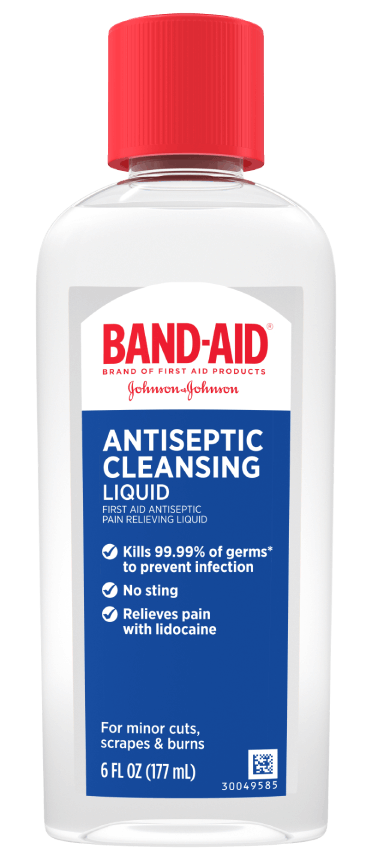 BAND-AID®
BRAND OF FIRST AID PRODUCTS
Johnson & Johnson
ANTISEPTIC
CLEANSING
LIQUID
FIRST AID ANTISEPTIC
PAIN RELIEVING LIQUID
Kills 99.99% of germs*
to prevent infection
No sting
Relieves pain
with lidocaine
For minor cuts,
scrapes & burns
6 FL OZ (177 mL)
30049585